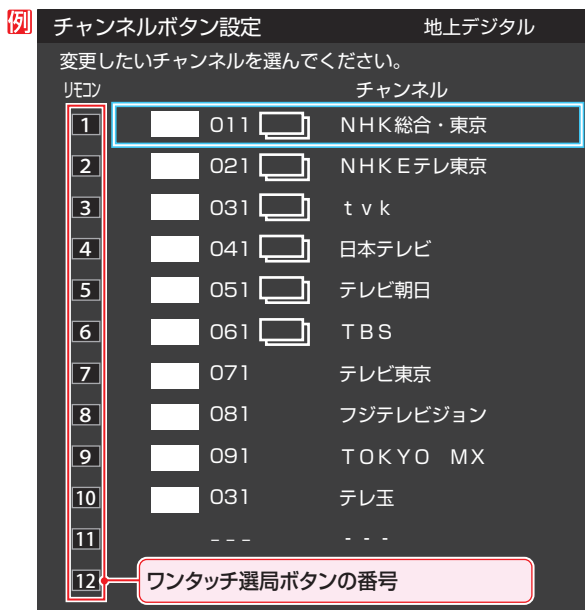 例
チャンネルボタン設定 地上デジタル
変更したいチャンネルを選んでください。
リモコン チャンネル
1 011 NHK総合・東京
2 021 NHKEテレ東京
3 031 tvk
4 041 日本テレビ
5 051 テレビ朝日
6 061 TBS
7 071 テレビ東京
8 081 フジテレビジョン
9 091 TOKYO MX
10 031 テレ玉
11 --- ---
12 ワンタッチ選局ボタンの番号